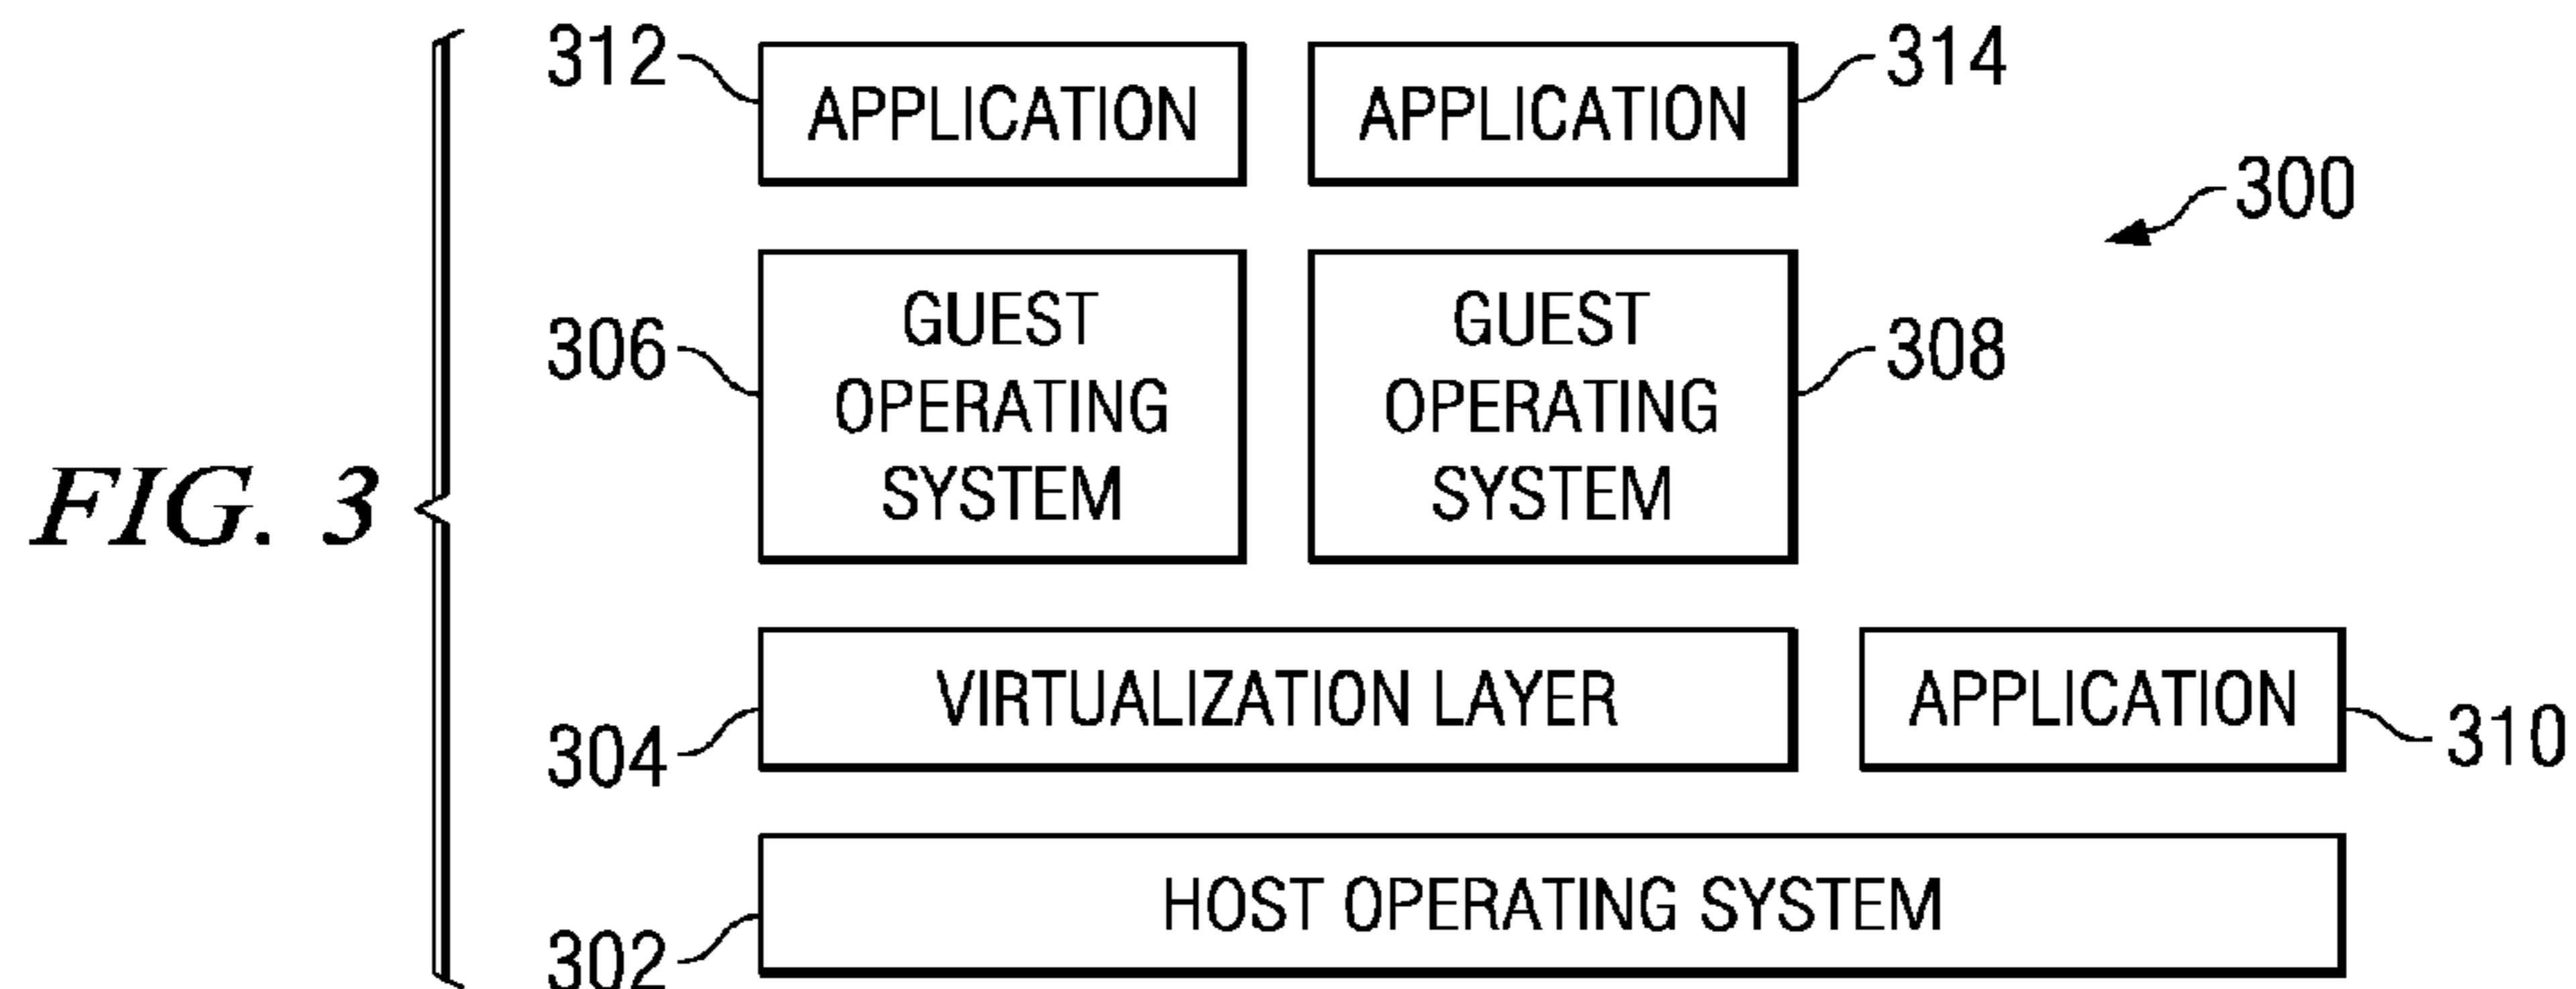 312
APPLICATION
APPLICATION
314
300
306
GUEST
OPERATING
SYSTEM
GUEST
OPERATING
SYSTEM
308
FIG. 3
304
VIRTUALIZATION LAYER
APPLICATION
310
302
HOST OPERATING SYSTEM